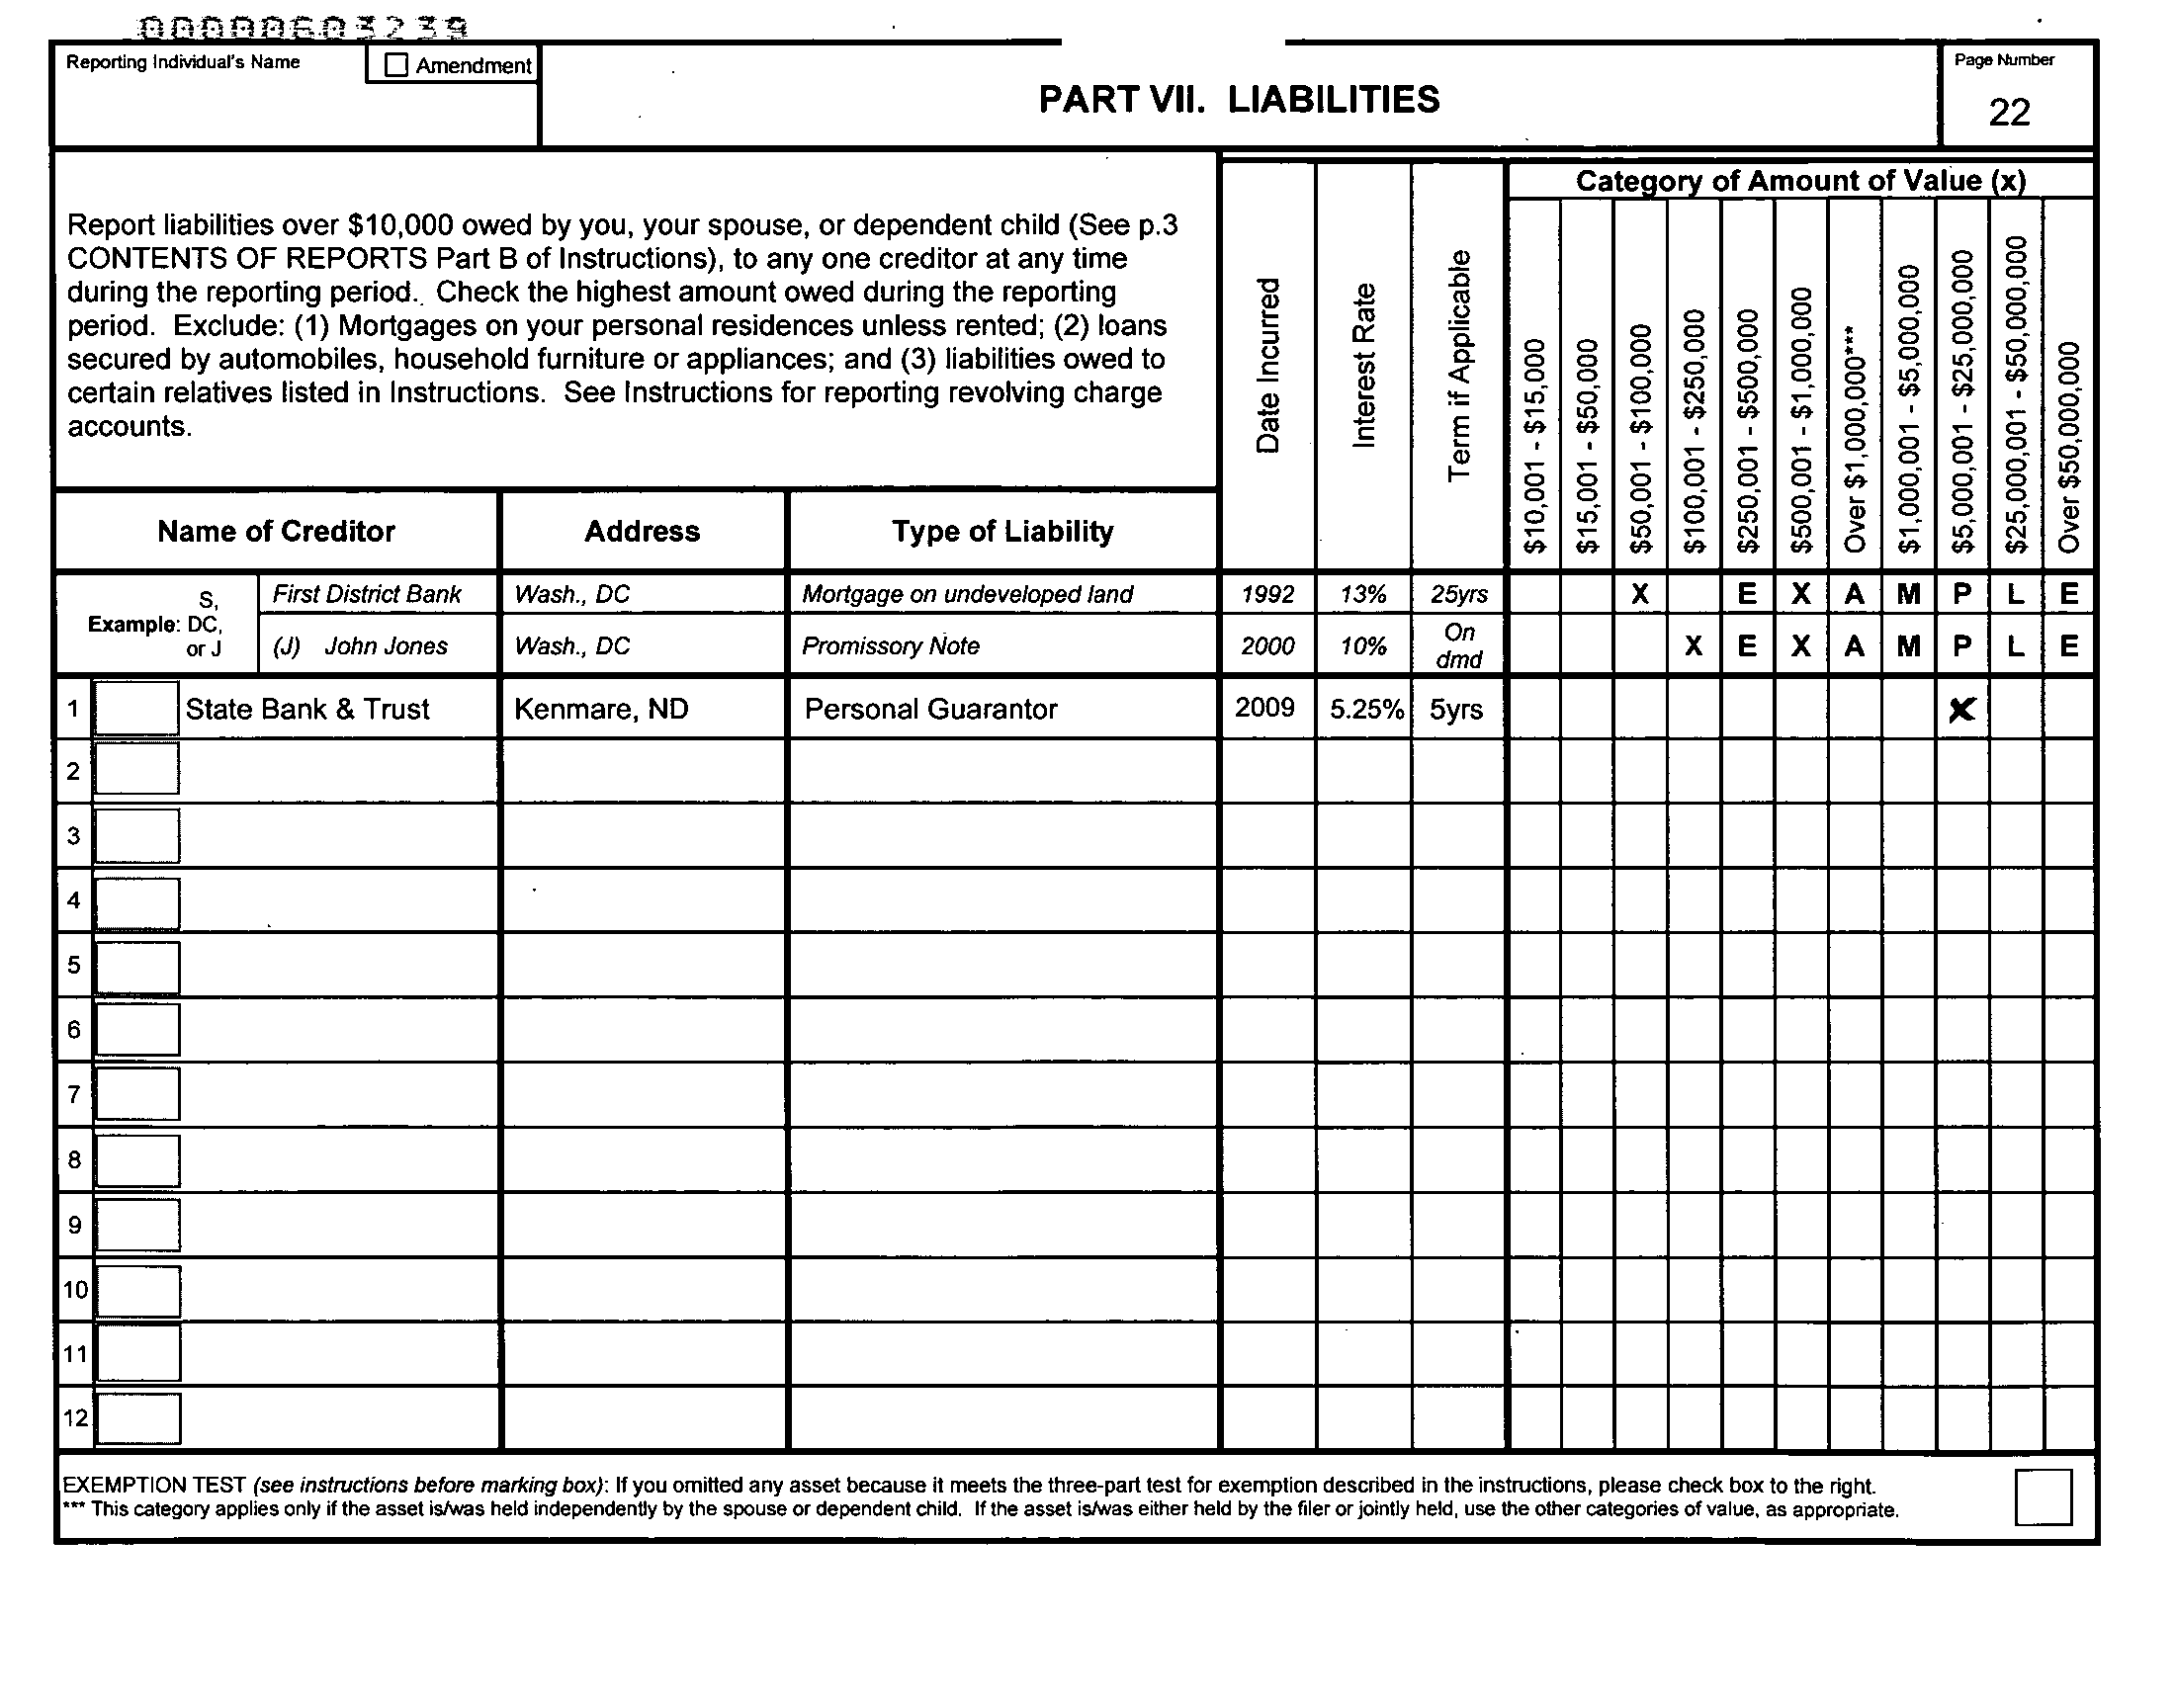 00000603239
Reporting Individual's Name
Amendment
PART VII. LIABILITIES
Page Number
22
Report liabilities over $10,000 owed by you, your spouse, or dependent child (See p.3
CONTENTS OF REPORTS Part B of Instructions), to any one creditor at any time
during the reporting period. Check the highest amount owed during the reporting
period. Exclude: (1) Mortgages on your personal residences unless rented; (2) loans
secured by automobiles, household furniture or appliances; and (3) liabilities owed to
certain relatives listed in Instructions. See Instructions for reporting revolving charge
accounts.
Date Incurred
Interest Rate
Term if Applicable
Category of Amount of Value (x)
$10,001 - $15,000
$15,001 - $50,000
$50,001 - $100,000
$100,001 - $250,000
$250,001 - $500,000
$500,001 - $1,000,000
Over $1,000,000***
$1,000,001 - $5,000,000
$5,000,001 - $25,000,000
$25,000,001 - $50,000,000
Over $50,000,000
Name of Creditor Address Type of Liability
Example: S, DC, or J
First District Bank Wash., DC Mortgage on undeveloped land 1992 13% 25yrs X E X A M P L E
(J) John Jones Wash., DC Promissory Note 2000 10% On dmd X E X A M P L E
1 State Bank & Trust Kenmare, ND Personal Guarantor 2009 5.25% 5yrs X
2
3
4
5
6
7
8
9
10
11
12
EXEMPTION TEST (see instructions before marking box): If you omitted any asset because it meets the three-part test for exemption described in the instructions, please check box to the right.
*** This category applies only if the asset is/was held independently by the spouse or dependent child. If the asset is/was either held by the filer or jointly held, use the other categories of value, as appropriate.